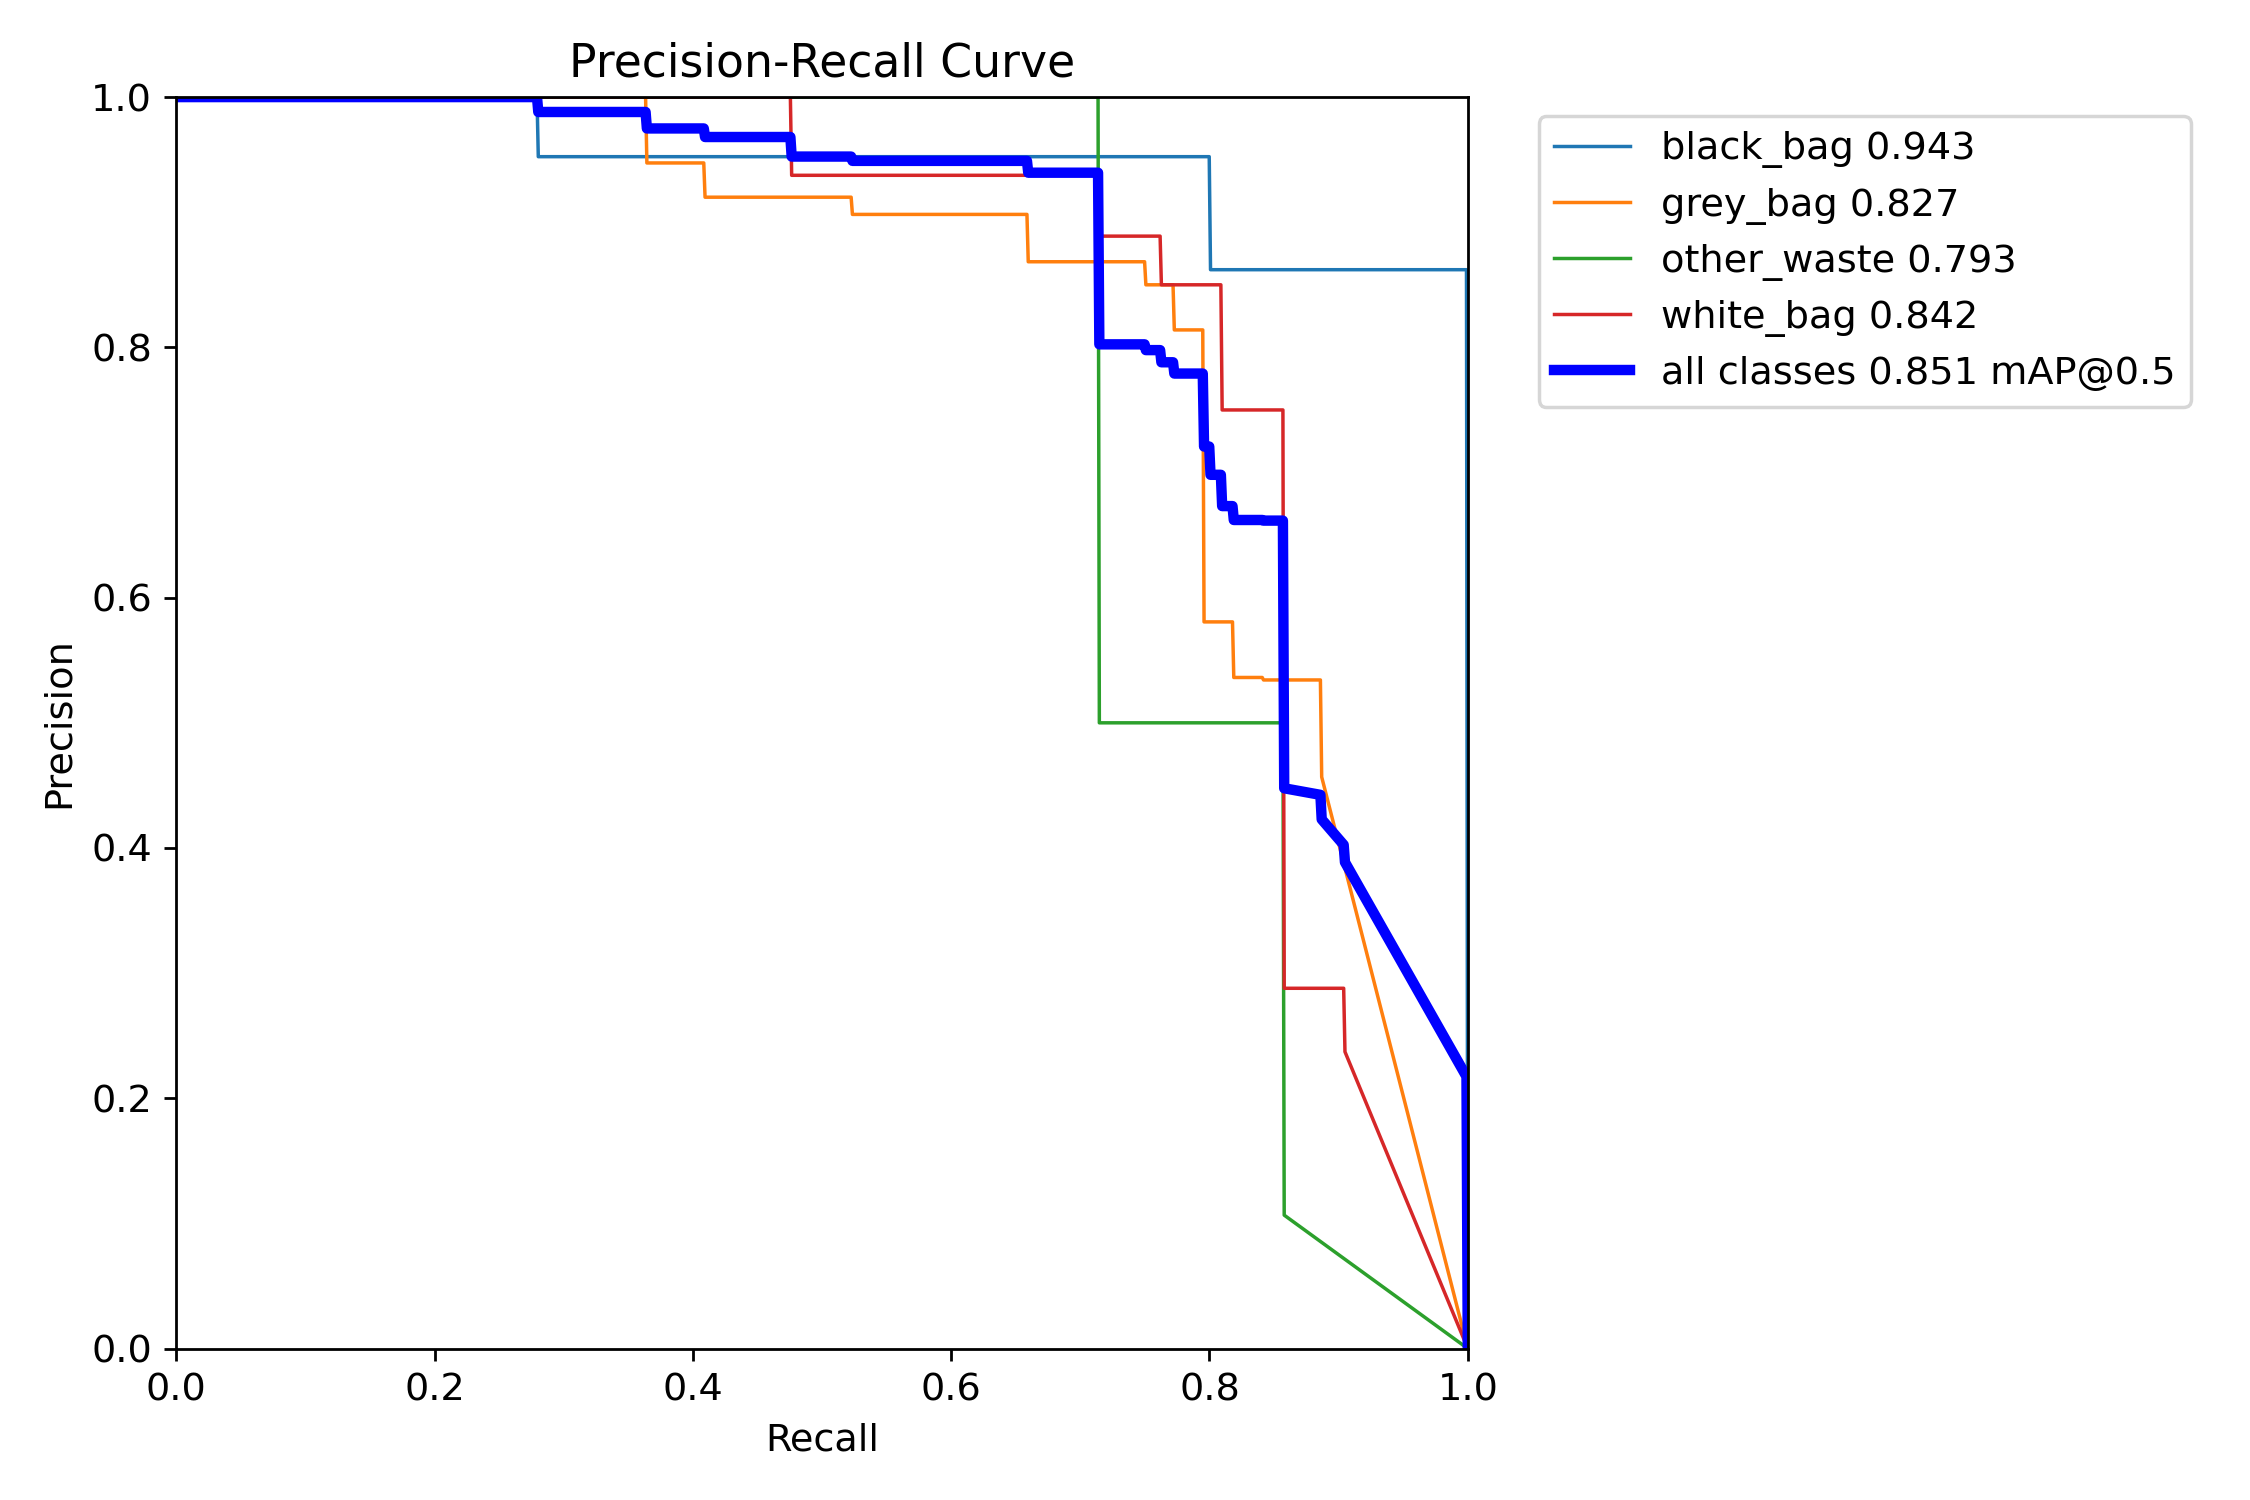 Precision-Recall Curve
1.0
0.8
0.6
0.4
0.2
0.0
Precision
0.0 0.2 0.4 0.6 0.8 1.0
Recall
black_bag 0.943
grey_bag 0.827
other_waste 0.793
white_bag 0.842
all classes 0.851 mAP@0.5